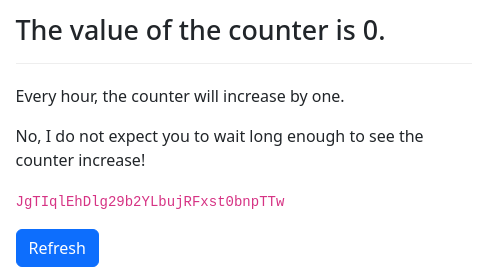 The value of the counter is 0.
Every hour, the counter will increase by one.
No, I do not expect you to wait long enough to see the
counter increase!
JgTIqlEhDlg29b2YLbujRFxst0bnpTTw
Refresh